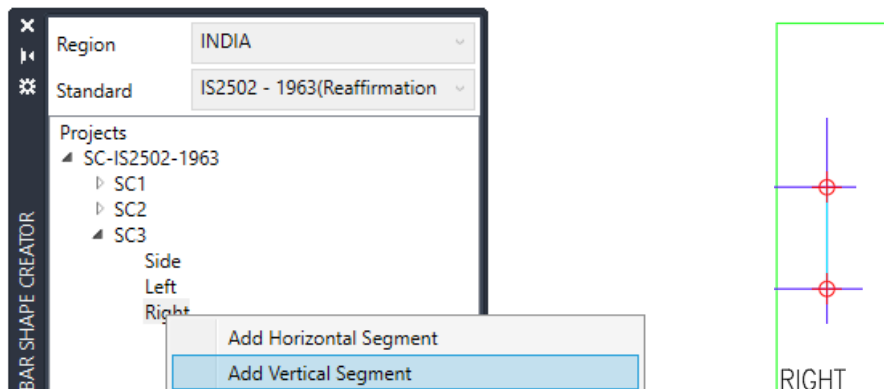 Region INDIA
Standard IS2502 - 1963(Reaffirmation
Projects
SC-IS2502-1963
SC1
SC2
SC3
Side
Left
Right
Add Horizontal Segment
Add Vertical Segment
BAR SHAPE CREATOR
RIGHT